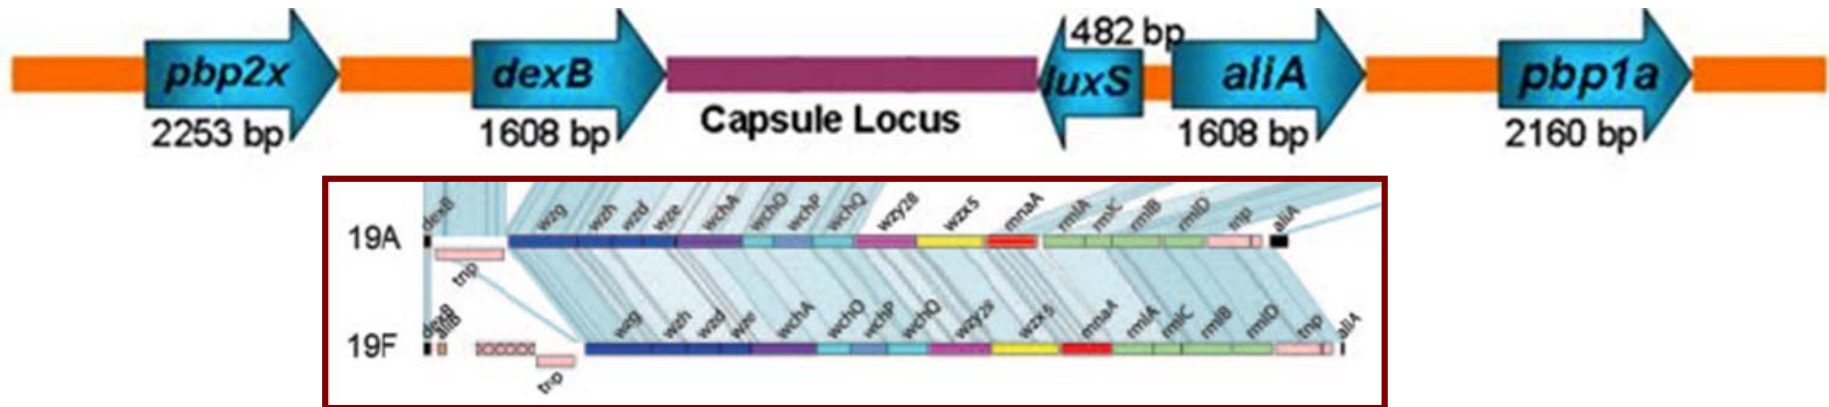 482 bp
pbp2x dexB luxS aliA pbp1a
2253 bp 1608 bp Capsule Locus 1608 bp 2160 bp
dexB wzg wzh wzd wze wchA wchO wchP wchQ wzy28 wzx5 mnaA rmlA rmlC rmlB rmlD tnp aliA
19A
tnp
dexB aliB wzg wzh wzd wze wchA wchO wchP wchQ wzy28 wzx5 mnaA rmlA rmlC rmlB rmlD tnp aliA
19F
tnp